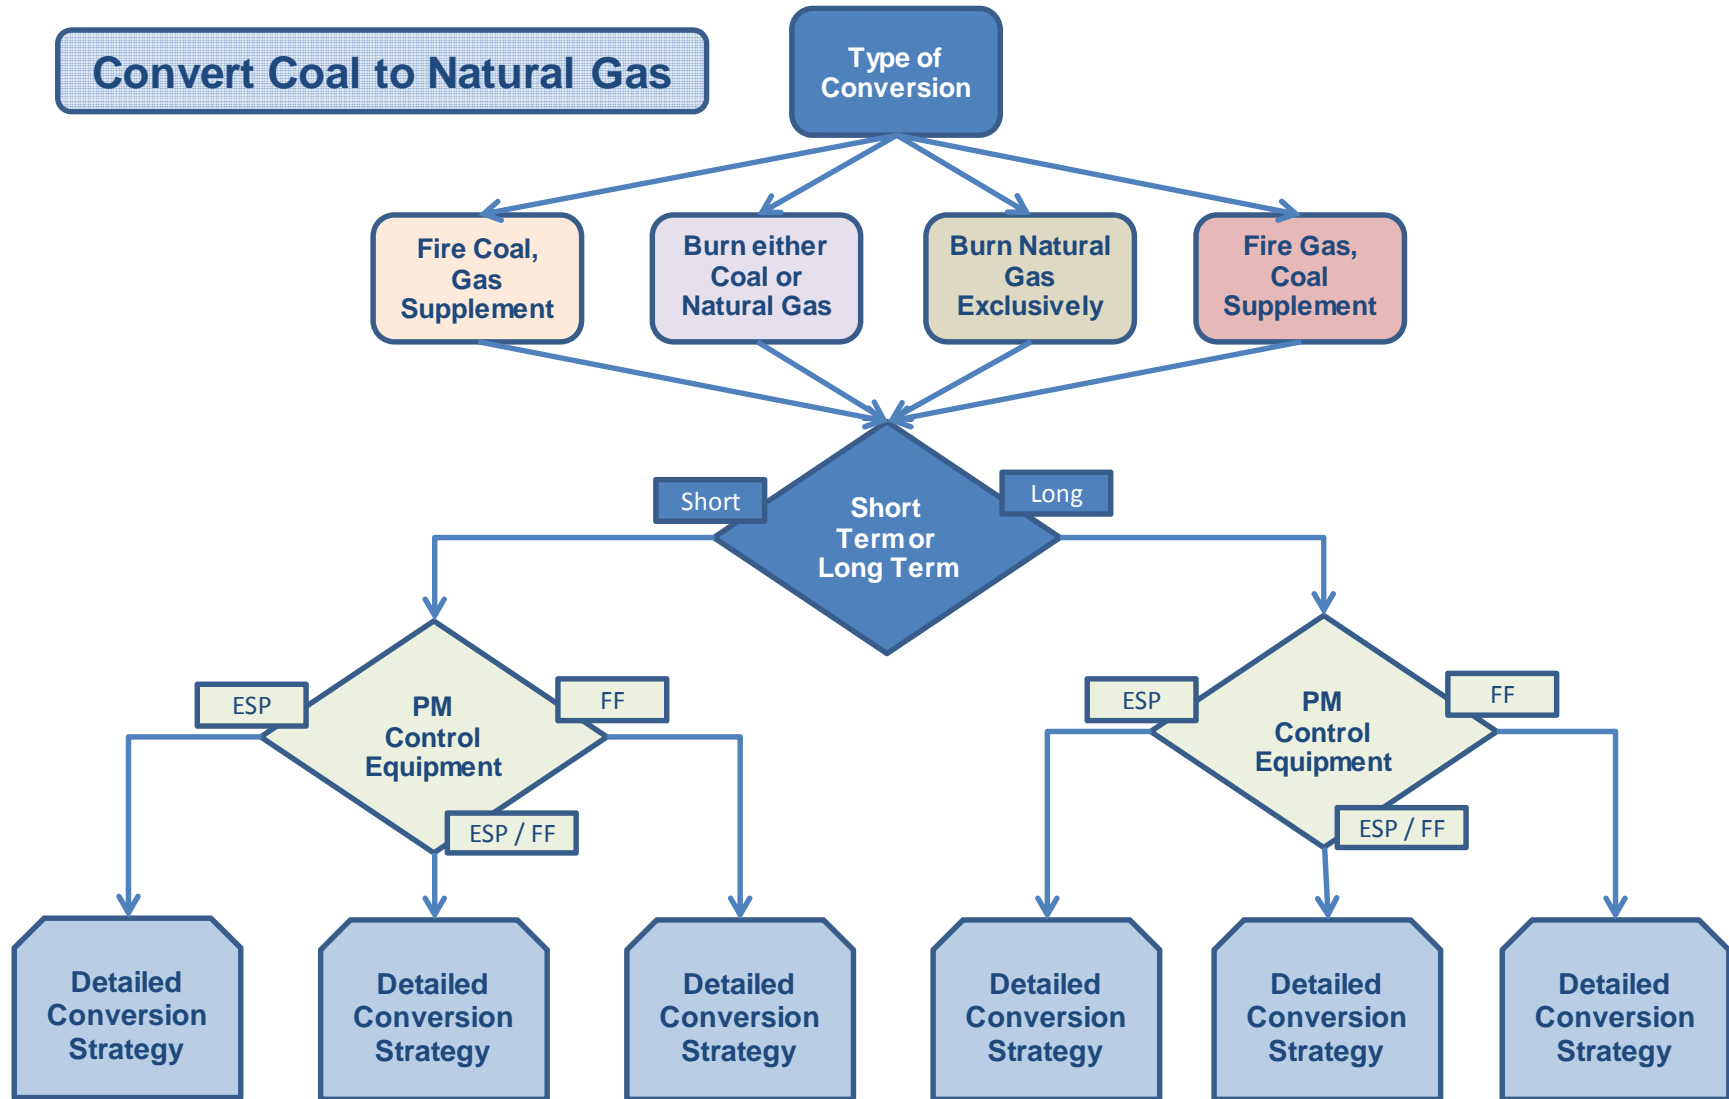 Convert Coal to Natural Gas
Type of
Conversion
Fire Coal,
Gas
Supplement
Burn either
Coal or
Natural Gas
Burn Natural
Gas
Exclusively
Fire Gas,
Coal
Supplement
Short
Long
Short
Term or
Long Term
ESP
FF
PM
Control
Equipment
ESP / FF
ESP
FF
PM
Control
Equipment
ESP / FF
Detailed
Conversion
Strategy
Detailed
Conversion
Strategy
Detailed
Conversion
Strategy
Detailed
Conversion
Strategy
Detailed
Conversion
Strategy
Detailed
Conversion
Strategy